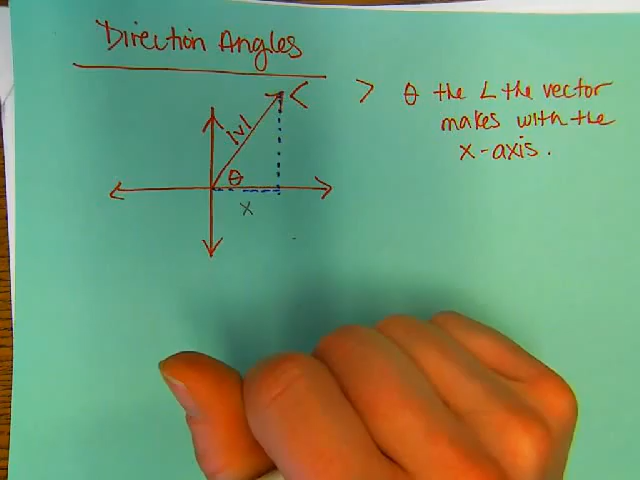 Direction Angles
< > θ the ∠ the vector
makes with the
x-axis.
|v|
θ
x